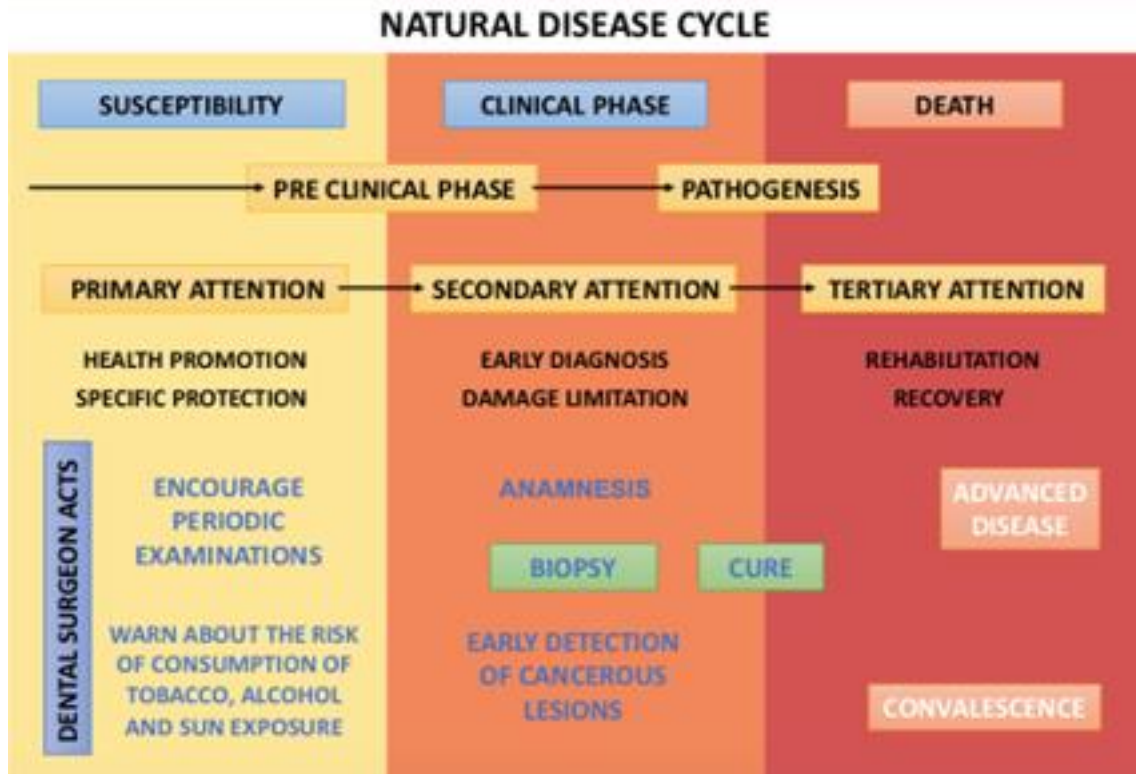 NATURAL DISEASE CYCLE
SUSCEPTIBILITY
CLINICAL PHASE
DEATH
PRE CLINICAL PHASE
PATHOGENESIS
PRIMARY ATTENTION
SECONDARY ATTENTION
TERTIARY ATTENTION
HEALTH PROMOTION
SPECIFIC PROTECTION
EARLY DIAGNOSIS
DAMAGE LIMITATION
REHABILITATION
RECOVERY
DENTAL SURGEON ACTS
ENCOURAGE
PERIODIC
EXAMINATIONS
WARN ABOUT THE RISK
OF CONSUMPTION OF
TOBACCO, ALCOHOL
AND SUN EXPOSURE
ANAMNESIS
BIOPSY
CURE
EARLY DETECTION
OF CANCEROUS
LESIONS
ADVANCED
DISEASE
CONVALESCENCE